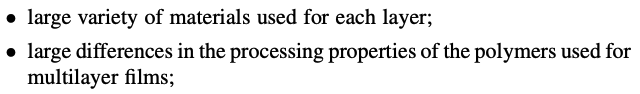 • large variety of materials used for each layer;
• large differences in the processing properties of the polymers used for
multilayer films;